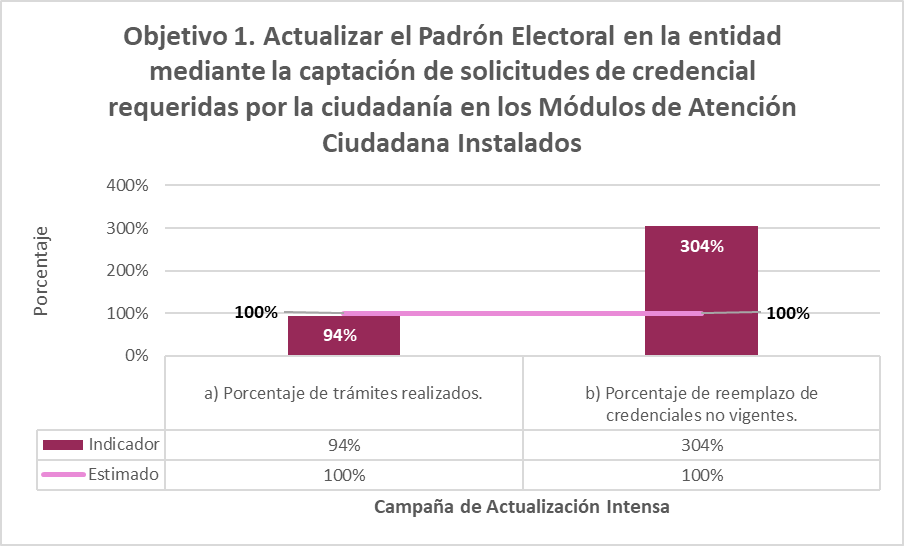 Objetivo 1. Actualizar el Padrón Electoral en la entidad
mediante la captación de solicitudes de credencial
requeridas por la ciudadanía en los Módulos de Atención
Ciudadana Instalados
Porcentaje
400%
300%
200%
100%
0%
100%
94%
304%
100%
a) Porcentaje de trámites realizados.
b) Porcentaje de reemplazo de
credenciales no vigentes.
Indicador 94% 304%
Estimado 100% 100%
Campaña de Actualización Intensa